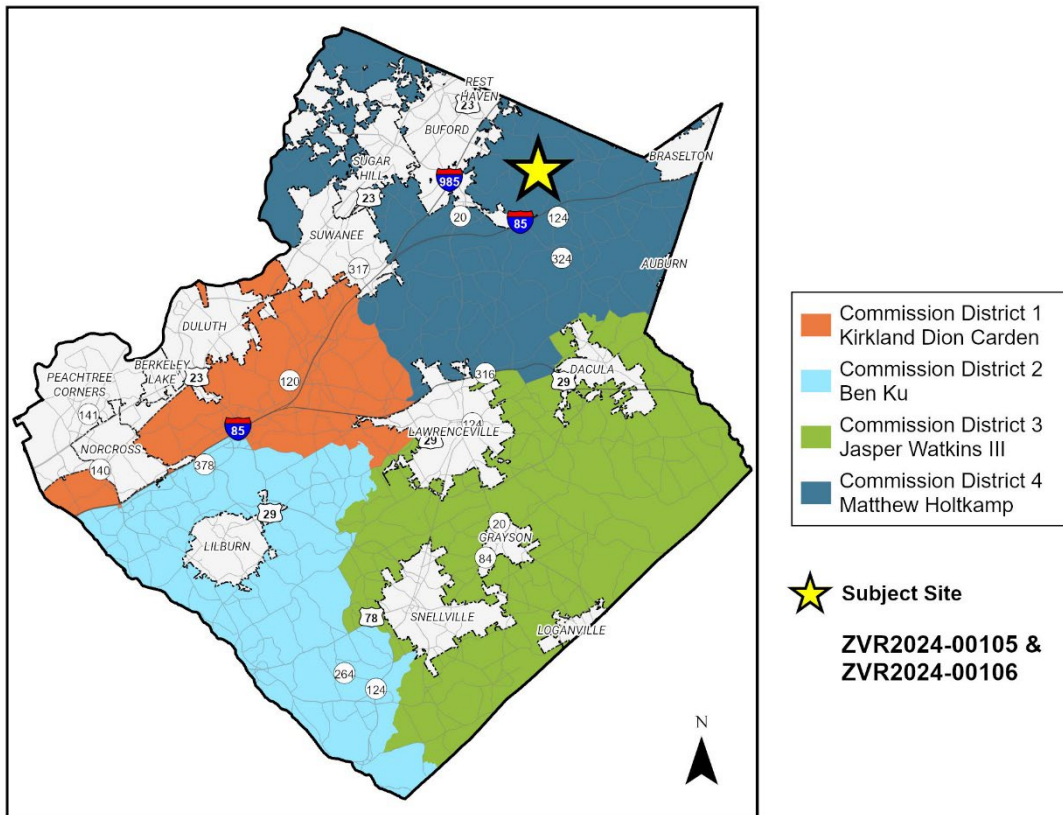 REST
HAVEN
23
BUFORD
BRASELTON
SUGAR
HILL
985
23
20
85
124
SUWANEE
324
317
AUBURN
DULUTH
BERKELEY
LAKE
23
PEACHTREE
CORNERS
120
316
DACULA
29
141
124
LAWRENCEVILLE
29
85
NORCROSS
140
378
29
20
GRAYSON
LILBURN
84
SNELLVILLE
78
LOGANVILLE
264
124
N
Commission District 1
Kirkland Dion Carden
Commission District 2
Ben Ku
Commission District 3
Jasper Watkins III
Commission District 4
Matthew Holtkamp
Subject Site
ZVR2024-00105 &
ZVR2024-00106